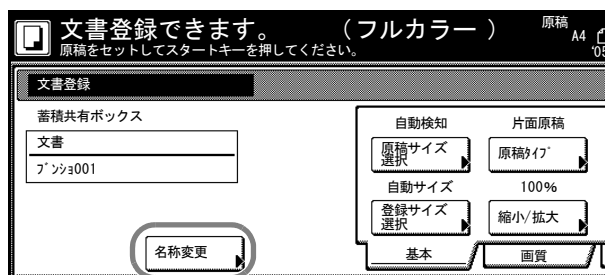 文書登録できます。 （フルカラー ）
原稿をセットしてスタートキーを押してください。
原稿
A4
'05
文書登録
蓄積共有ボックス
文書
ﾌﾞﾝｼｮ001
名称変更
自動検知
片面原稿
原稿サイズ
選択
原稿ﾀｲﾌﾟ
自動サイズ
100%
登録サイズ
選択
縮小/拡大
基本
画質